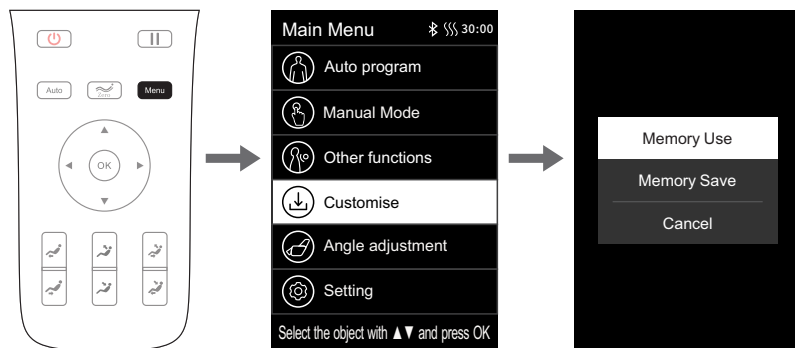 Auto
Zero
Menu
OK
Main Menu 30:00
Auto program
Manual Mode
Other functions
Customise
Angle adjustment
Setting
Select the object with ▲▼ and press OK
Memory Use
Memory Save
Cancel